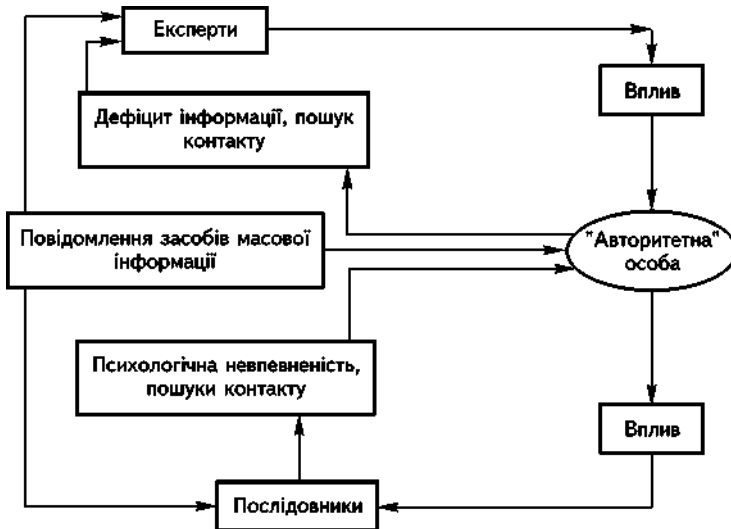 Експерти
Вплив
Дефіцит інформації, пошук
контакту
Повідомлення засобів масової
інформації
"Авторитетна"
особа
Психологічна невпевненість,
пошуки контакту
Вплив
Послідовники